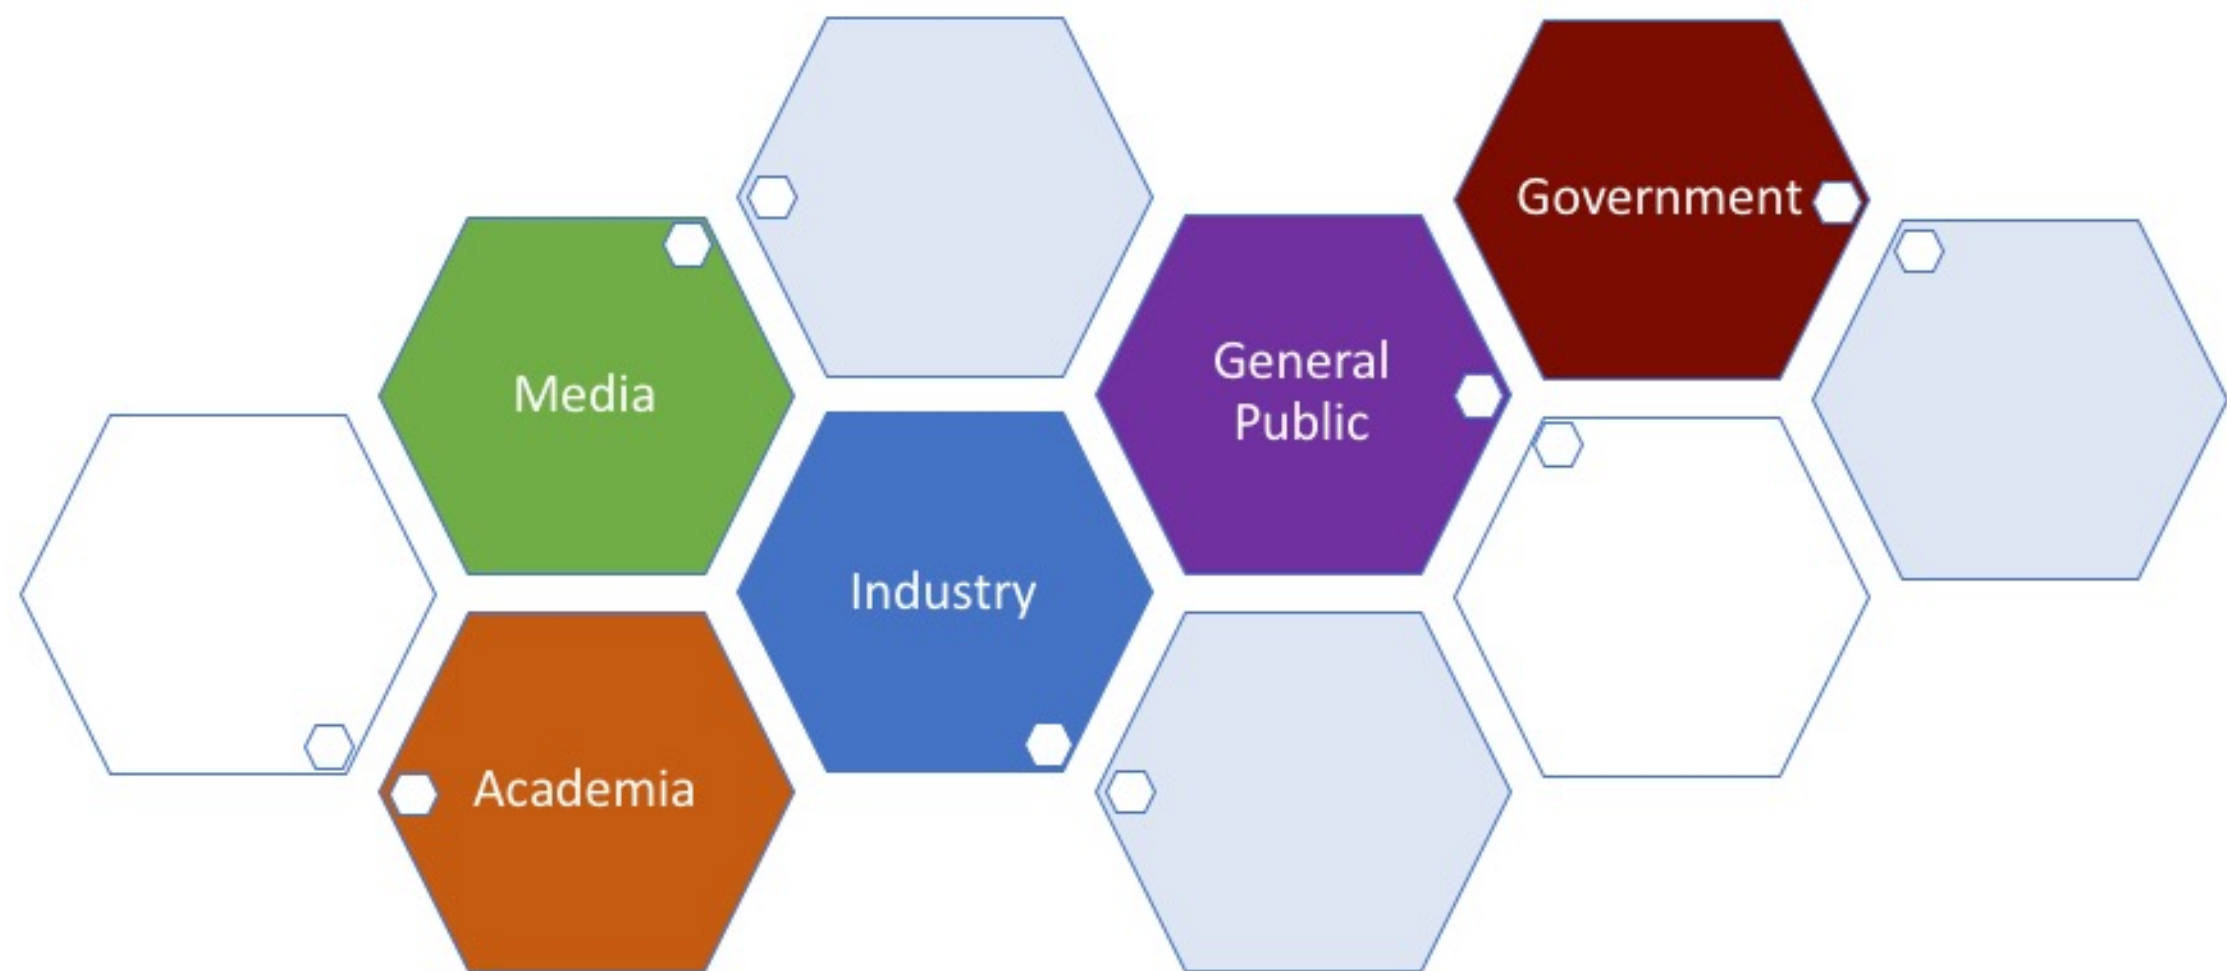 Government
General
Public
Media
Industry
Academia